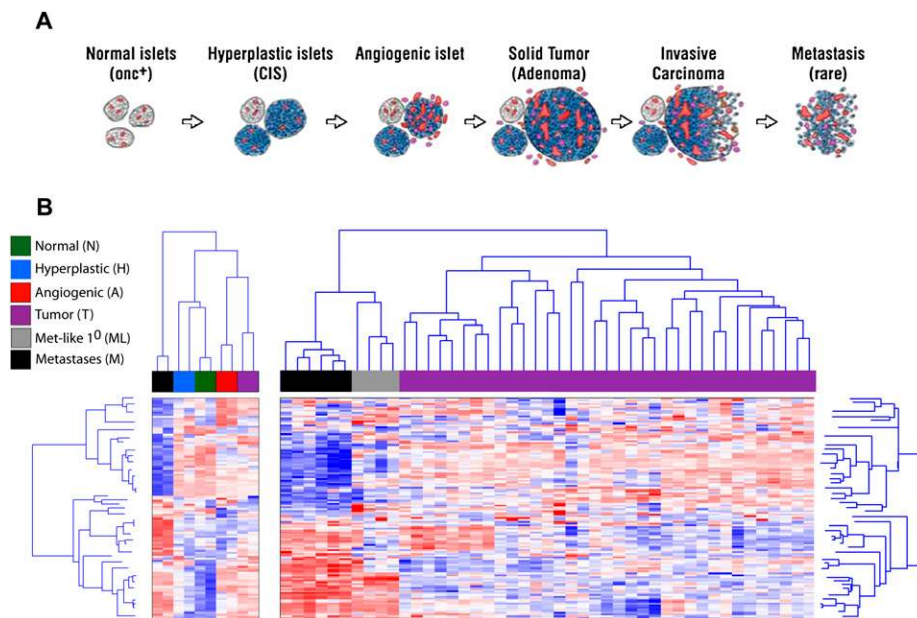 A
Normal islets
(onc+)
Hyperplastic islets
(CIS)
Angiogenic islet
Solid Tumor
(Adenoma)
Invasive
Carcinoma
Metastasis
(rare)
B
Normal (N)
Hyperplastic (H)
Angiogenic (A)
Tumor (T)
Met-like 1⁰ (ML)
Metastases (M)